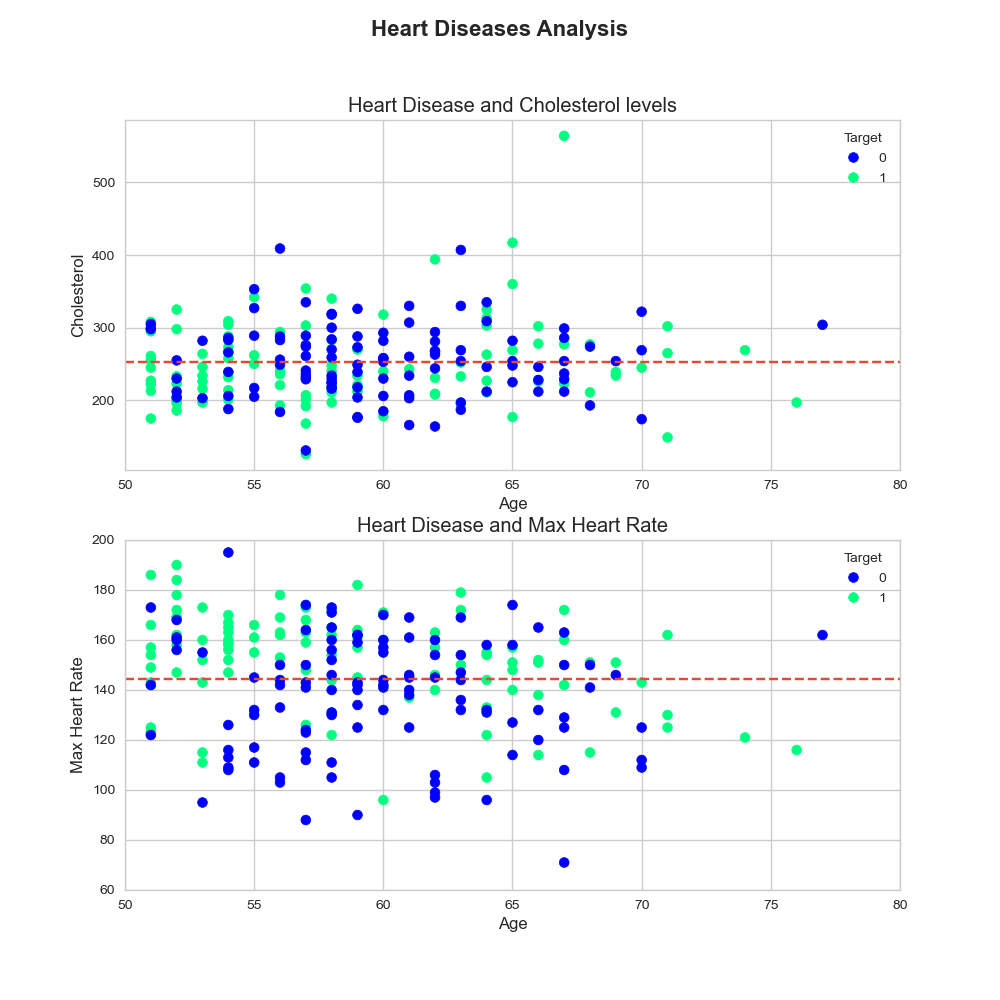 Heart Diseases Analysis
Heart Disease and Cholesterol levels
Target
0
1
500
400
300
200
Cholesterol
50 55 60 65 70 75 80
Age
Heart Disease and Max Heart Rate
Target
0
1
200
180
160
140
120
100
80
60
Max Heart Rate
50 55 60 65 70 75 80
Age